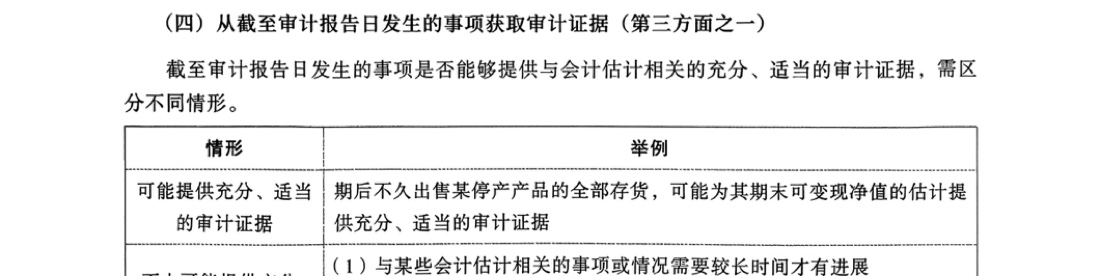 （四）从截至审计报告日发生的事项获取审计证据（第三方面之一）
截至审计报告日发生的事项是否能够提供与会计估计相关的充分、适当的审计证据，需区
分不同情形。
情形
举例
可能提供充分、适当
的审计证据
期后不久出售某停产产品的全部存货，可能为其期末可变现净值的估计提
供充分、适当的审计证据
（1）与某些会计估计相关的事项或情况需要较长时间才有进展